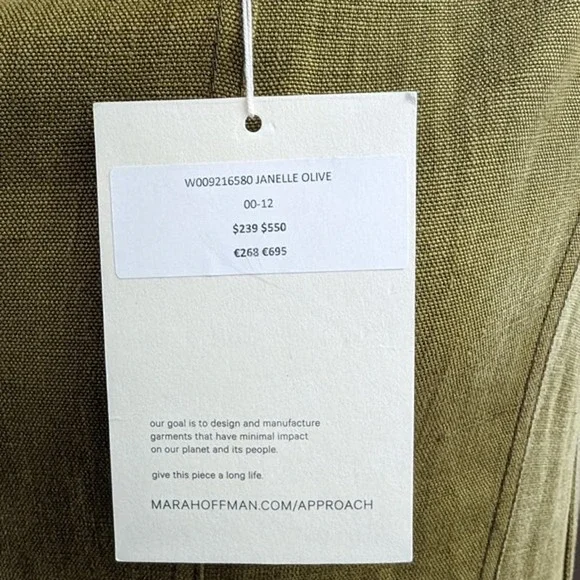 W009216580 JANELLE OLIVE
00-12
$239 $550
€268 €695
our goal is to design and manufacture
garments that have minimal impact
on our planet and its people.
give this piece a long life.
MARAHOFFMAN.COM/APPROACH